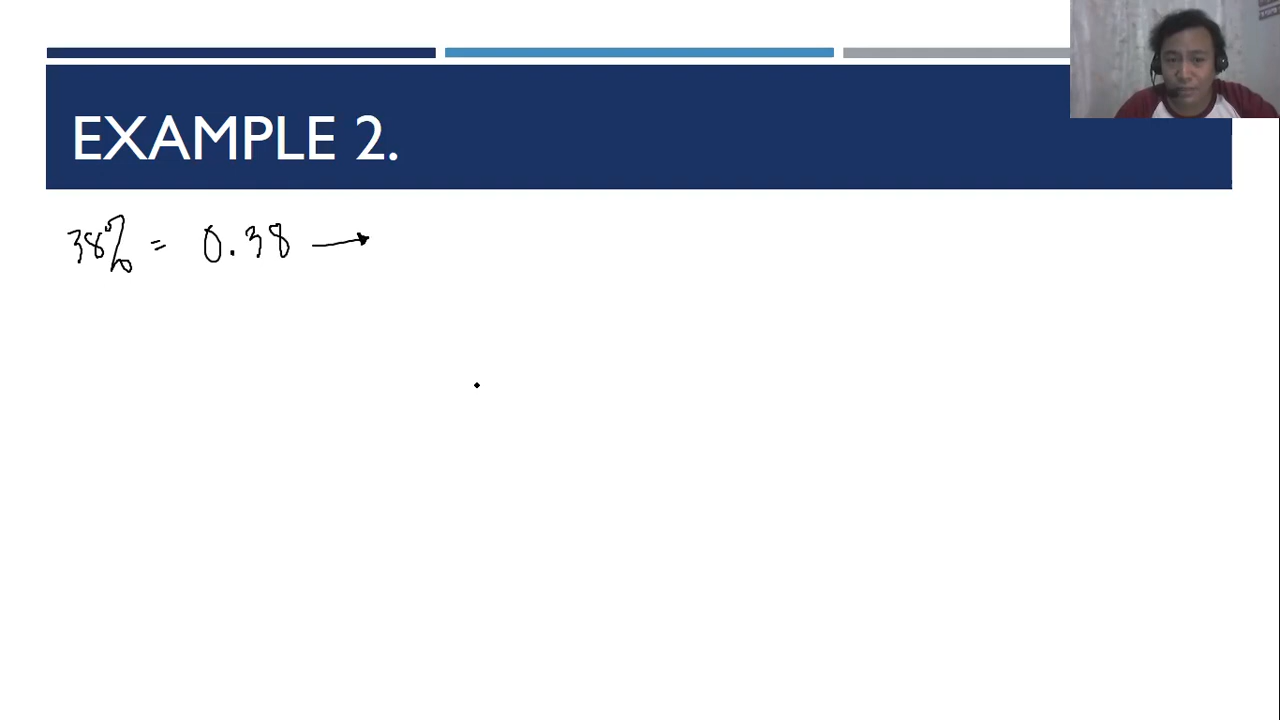 EXAMPLE 2.
38% = 0.38 →